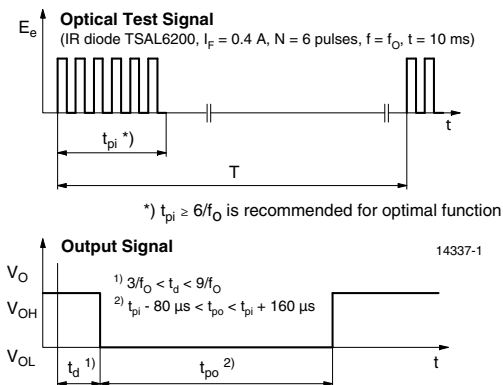 Optical Test Signal
(IR diode TSAL6200, I_F = 0.4 A, N = 6 pulses, f = f_O, t = 10 ms)
E_e
t
t_pi *)
T
*) t_pi ≥ 6/f_O is recommended for optimal function
Output Signal
14337-1
V_O
V_OH
V_OL
1) 3/f_O < t_d < 9/f_O
2) t_pi - 80 µs < t_po < t_pi + 160 µs
t_d 1)
t_po 2)
t